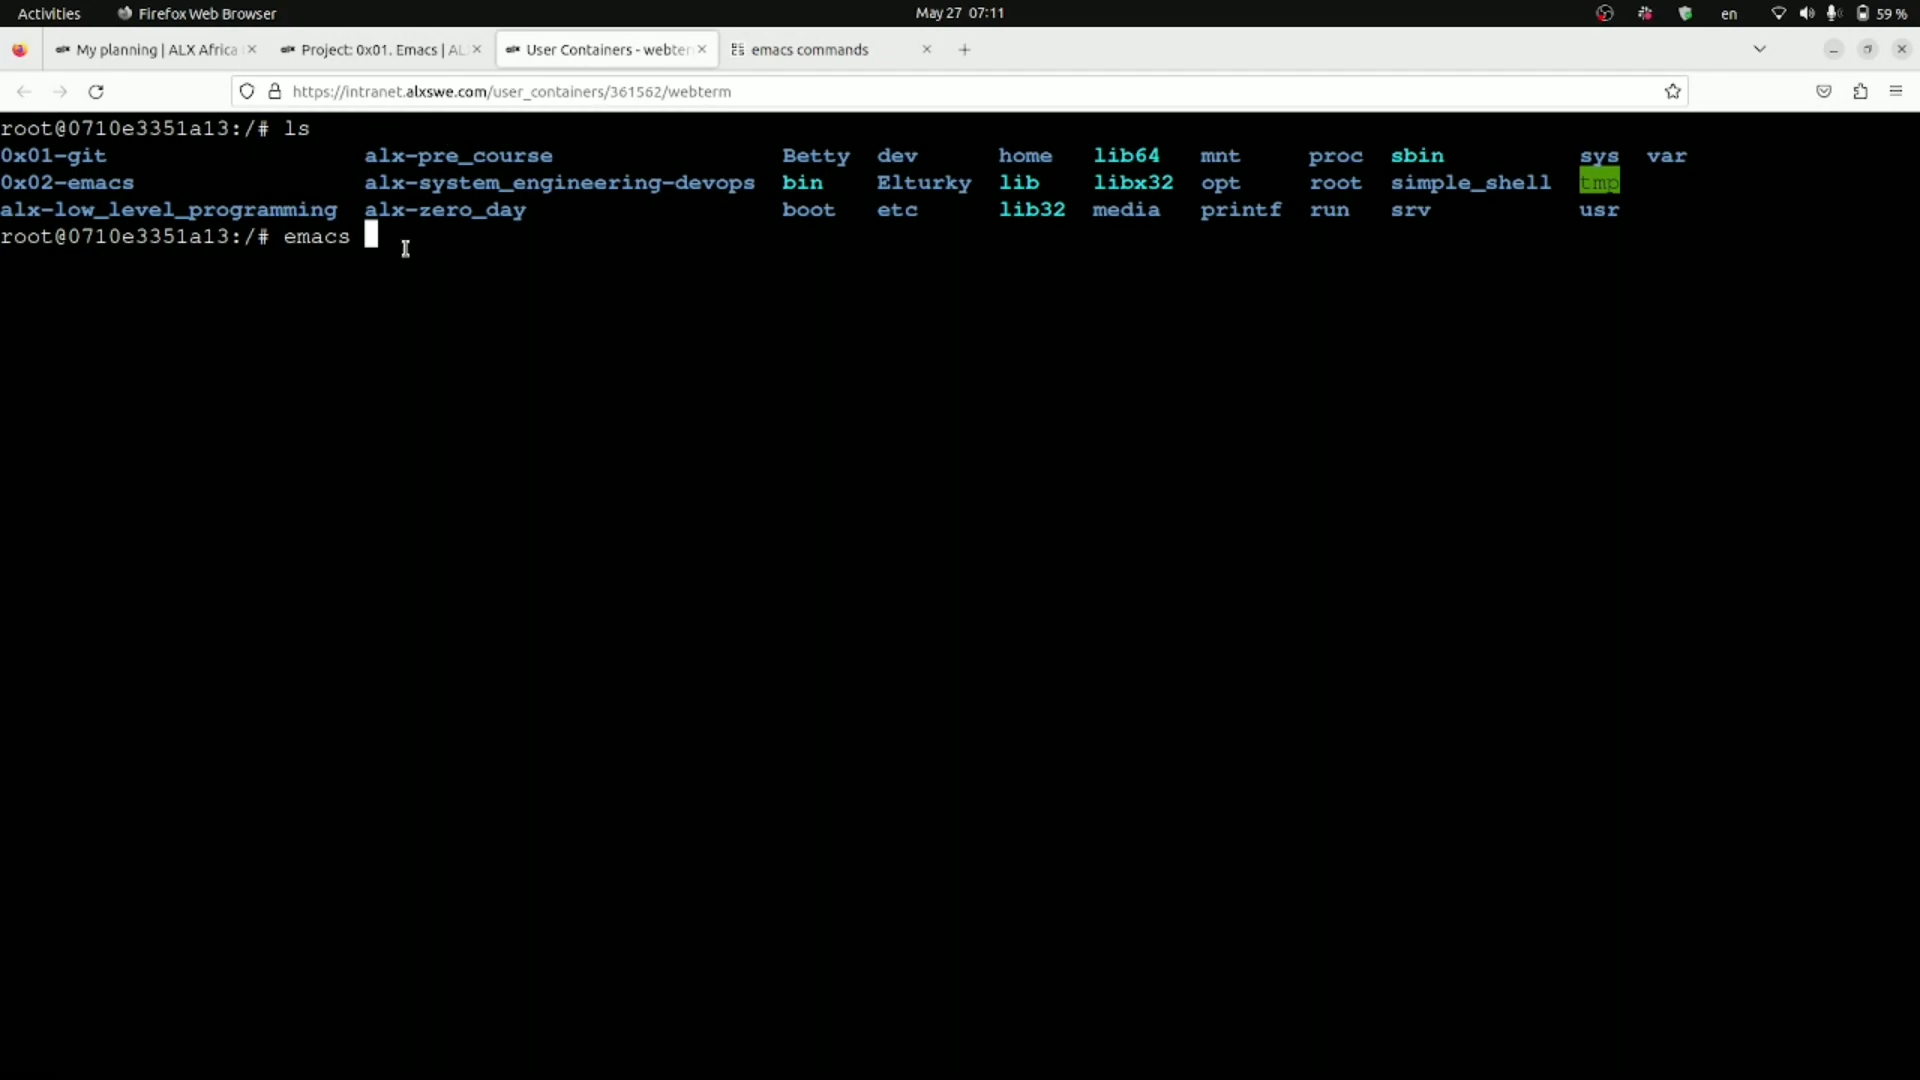 Activities Firefox Web Browser May 27 07:11 en 59 %
My planning | ALX Africa Project: 0x01. Emacs | AL User Containers - webter emacs commands
https://intranet.alxswe.com/user_containers/361562/webterm
root@0710e3351a13:/# ls
0x01-git alx-pre_course Betty dev home lib64 mnt proc sbin sys var
0x02-emacs alx-system_engineering-devops bin Elturky lib libx32 opt root simple_shell tmp
alx-low_level_programming alx-zero_day boot etc lib32 media printf run srv usr
root@0710e3351a13:/# emacs